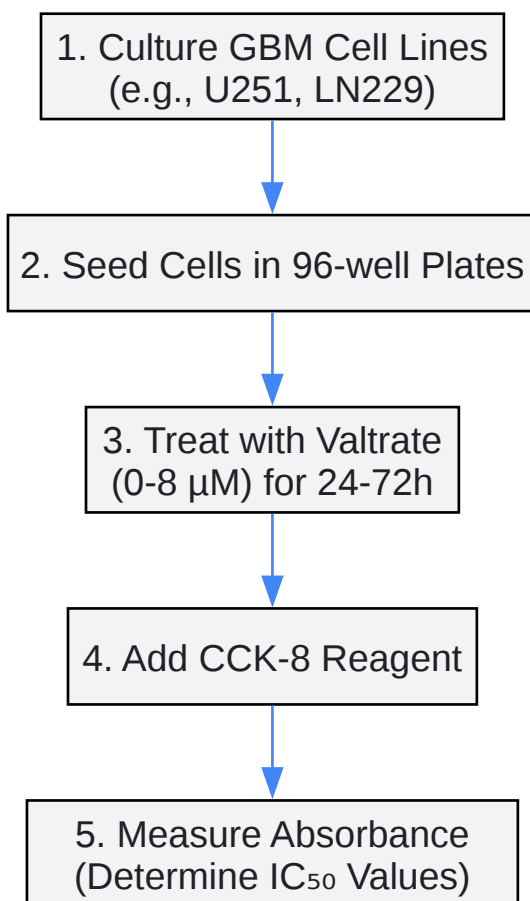 1. Culture GBM Cell Lines
(e.g., U251, LN229)
2. Seed Cells in 96-well Plates
3. Treat with Valtrate
(0-8 µM) for 24-72h
4. Add CCK-8 Reagent
5. Measure Absorbance
(Determine IC₅₀ Values)